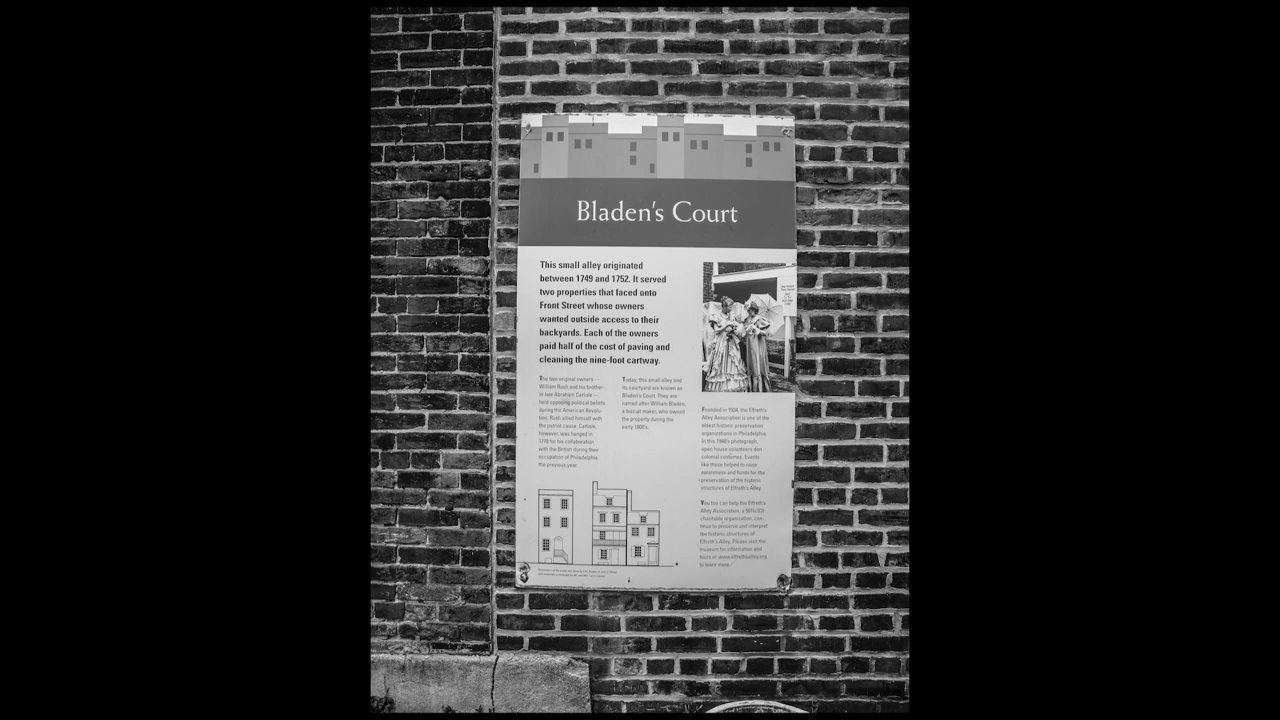 Bladen's Court
This small alley originated
between 1749 and 1752. It served
two properties that faced onto
Front Street whose owners
wanted outside access to their
backyards. Each of the owners
paid half of the cost of paving and
cleaning the nine-foot cartway.
The two original owners —
William Rush and his brother-
in-law Abraham Carlisle —
held opposing political beliefs
during the American Revolu-
tion. Rush allied himself with
the patriot cause. Carlisle,
however, was hanged in
1778 for his collaboration
with the British during their
occupation of Philadelphia
the previous year.
Today, this small alley and
its courtyard are known as
Bladen's Court. They are
named after William Bladen,
a biscuit maker, who owned
the property during the
early 1800's.
Founded in 1934, the Elfreth's
Alley Association is one of the
oldest historic preservation
organizations in Philadelphia.
In this 1940's photograph,
open house volunteers don
colonial costumes. Events
like these helped to raise
awareness and funds for the
preservation of the historic
structures of Elfreth's Alley.
You too can help the Elfreth's
Alley Association, a 501(c)(3)
charitable organization, con-
tinue to preserve and interpret
the historic structures of
Elfreth's Alley. Please visit the
museum for information and
tours or www.elfrethsalley.org
to learn more.